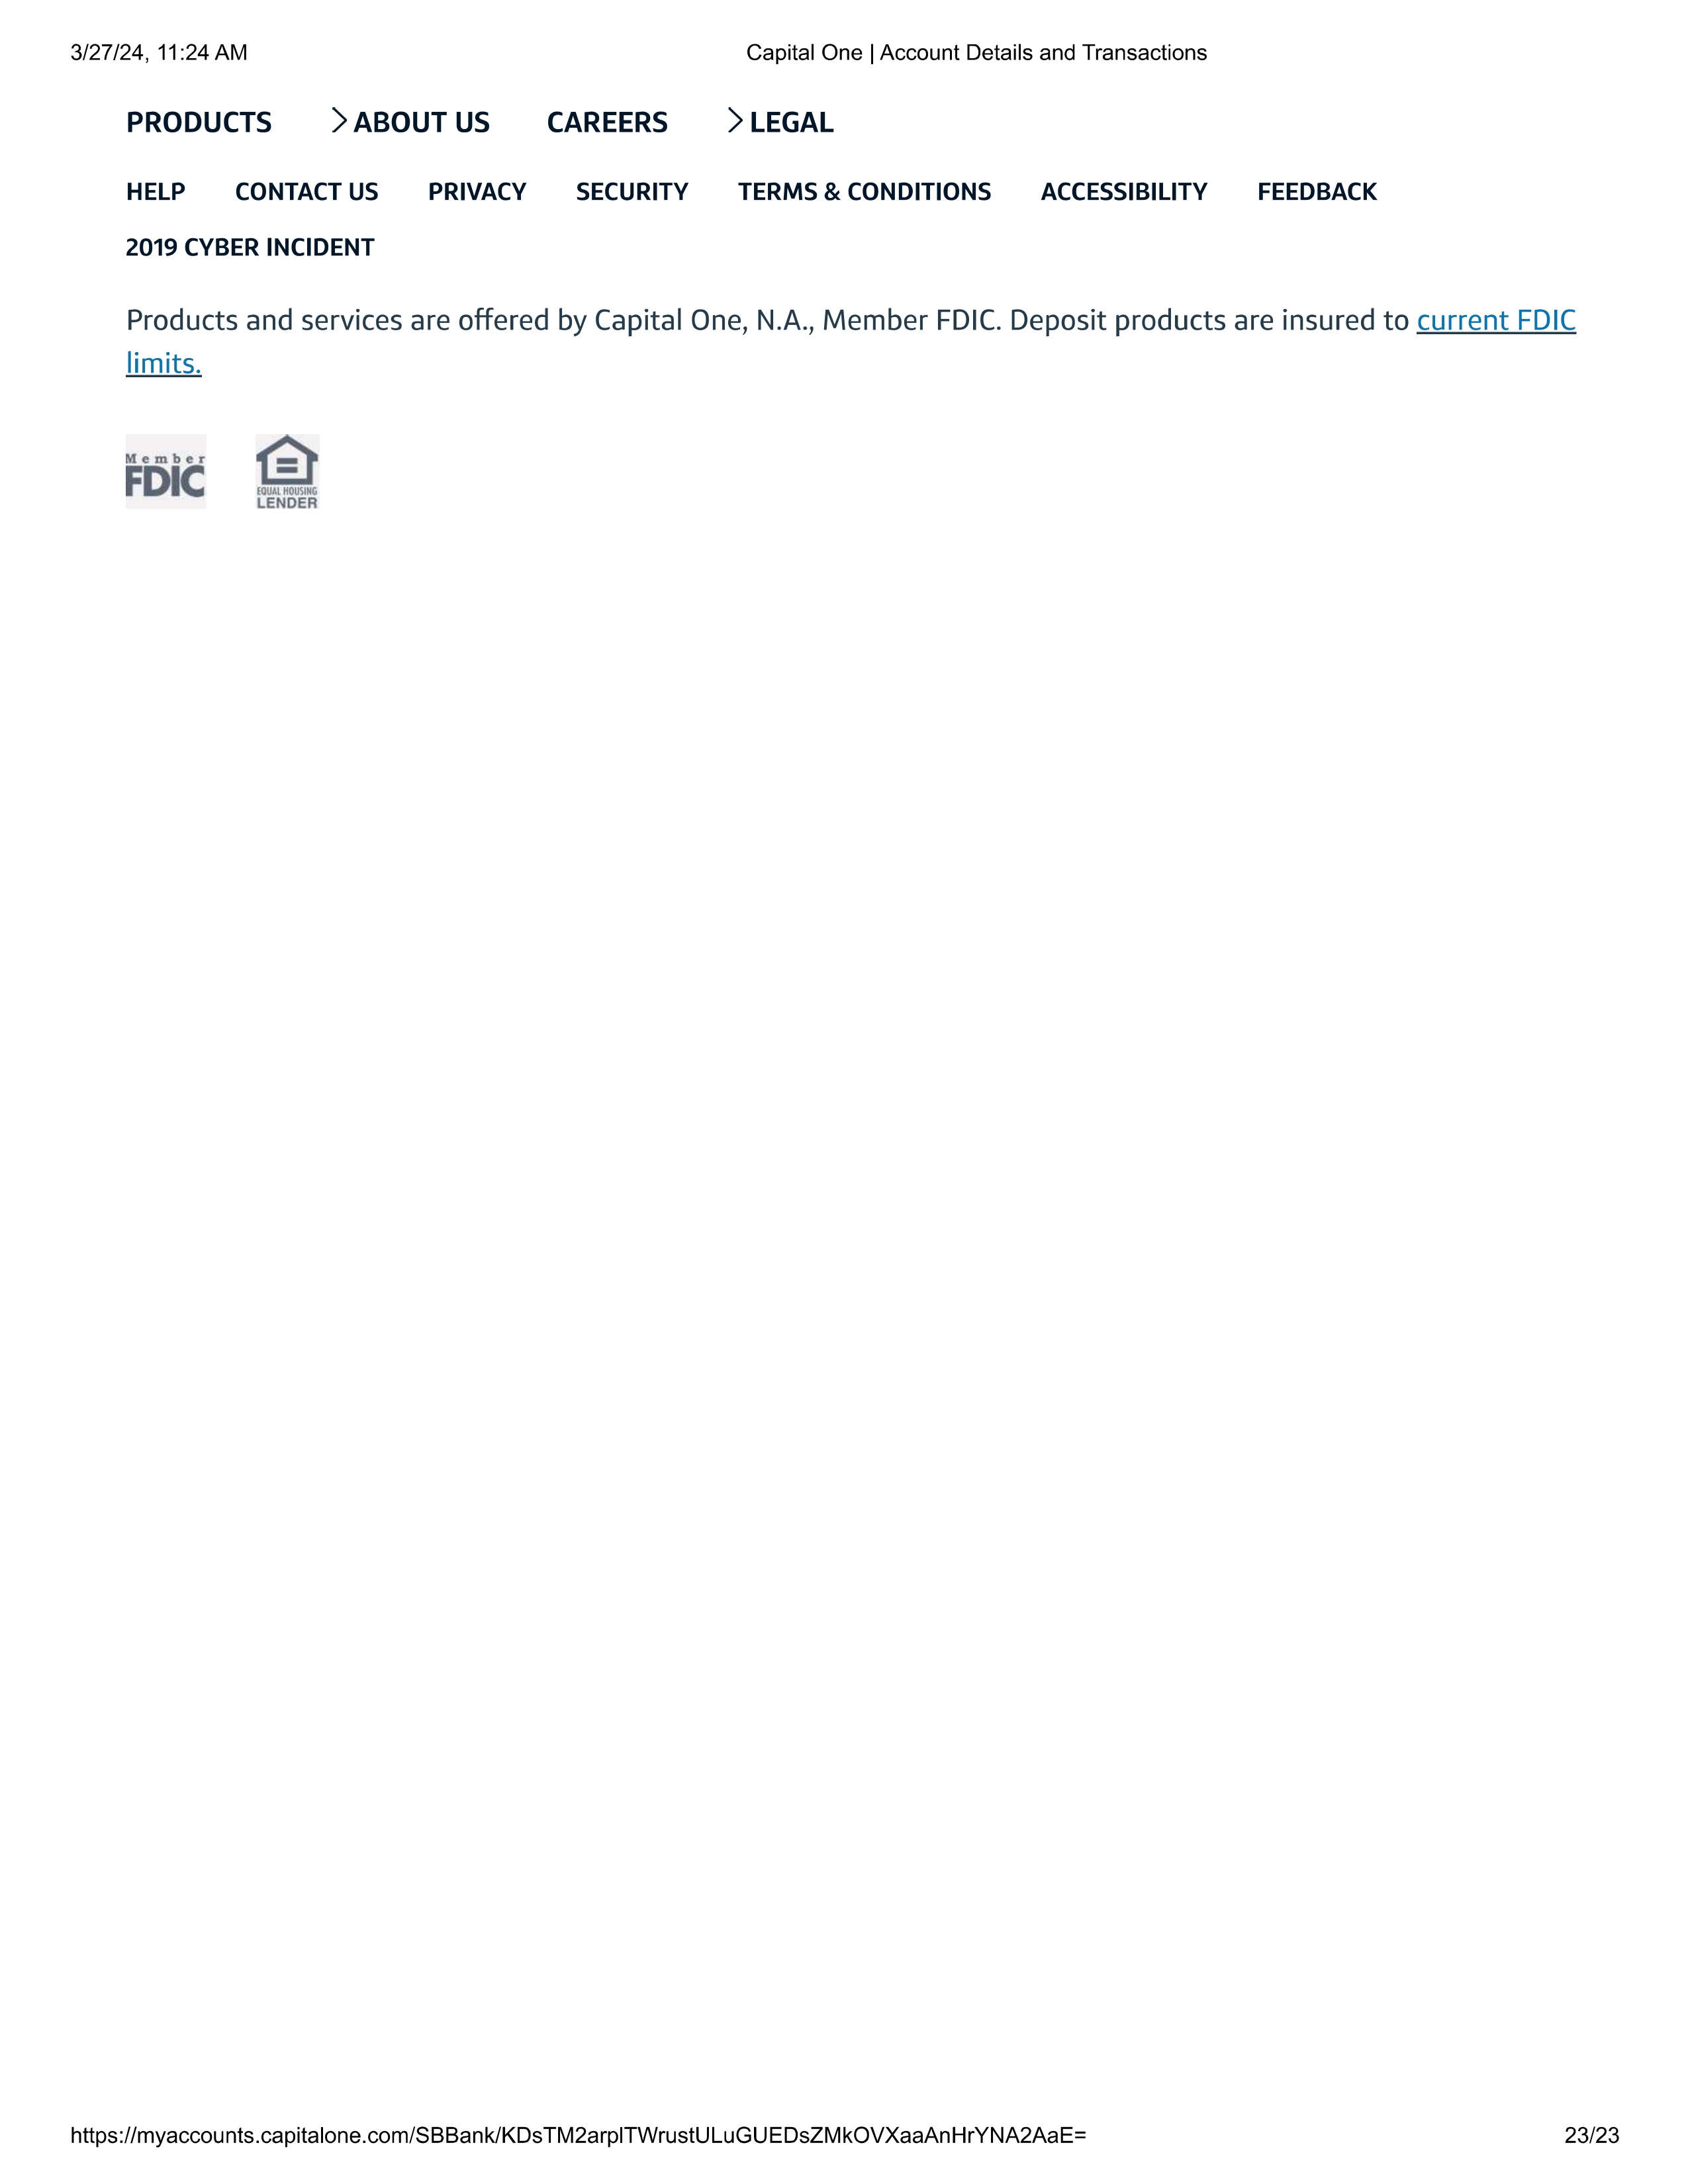 3/27/24, 11:24 AM Capital One | Account Details and Transactions
PRODUCTS ABOUT US CAREERS LEGAL
HELP CONTACT US PRIVACY SECURITY TERMS & CONDITIONS ACCESSIBILITY FEEDBACK
2019 CYBER INCIDENT
Products and services are offered by Capital One, N.A., Member FDIC. Deposit products are insured to current FDIC
limits.
Member
FDIC
EQUAL HOUSING
LENDER
https://myaccounts.capitalone.com/SBBank/KDsTM2arplTWrustULuGUEDsZMkOVXaaAnHrYNA2AaE= 23/23